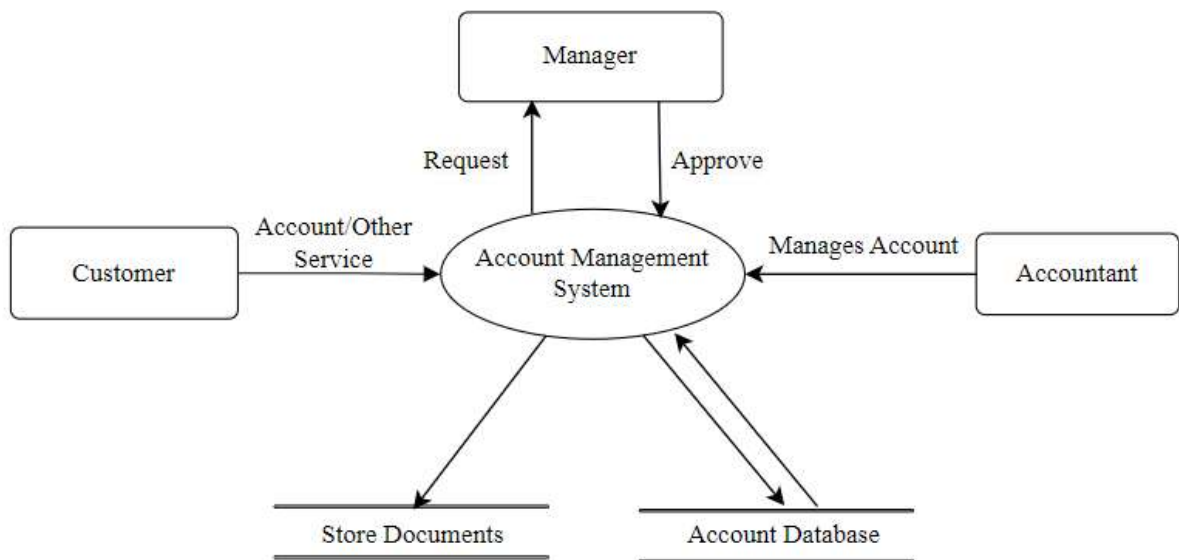 Manager
Request
Approve
Account/Other
Service
Customer
Account Management
System
Manages Account
Accountant
Store Documents
Account Database